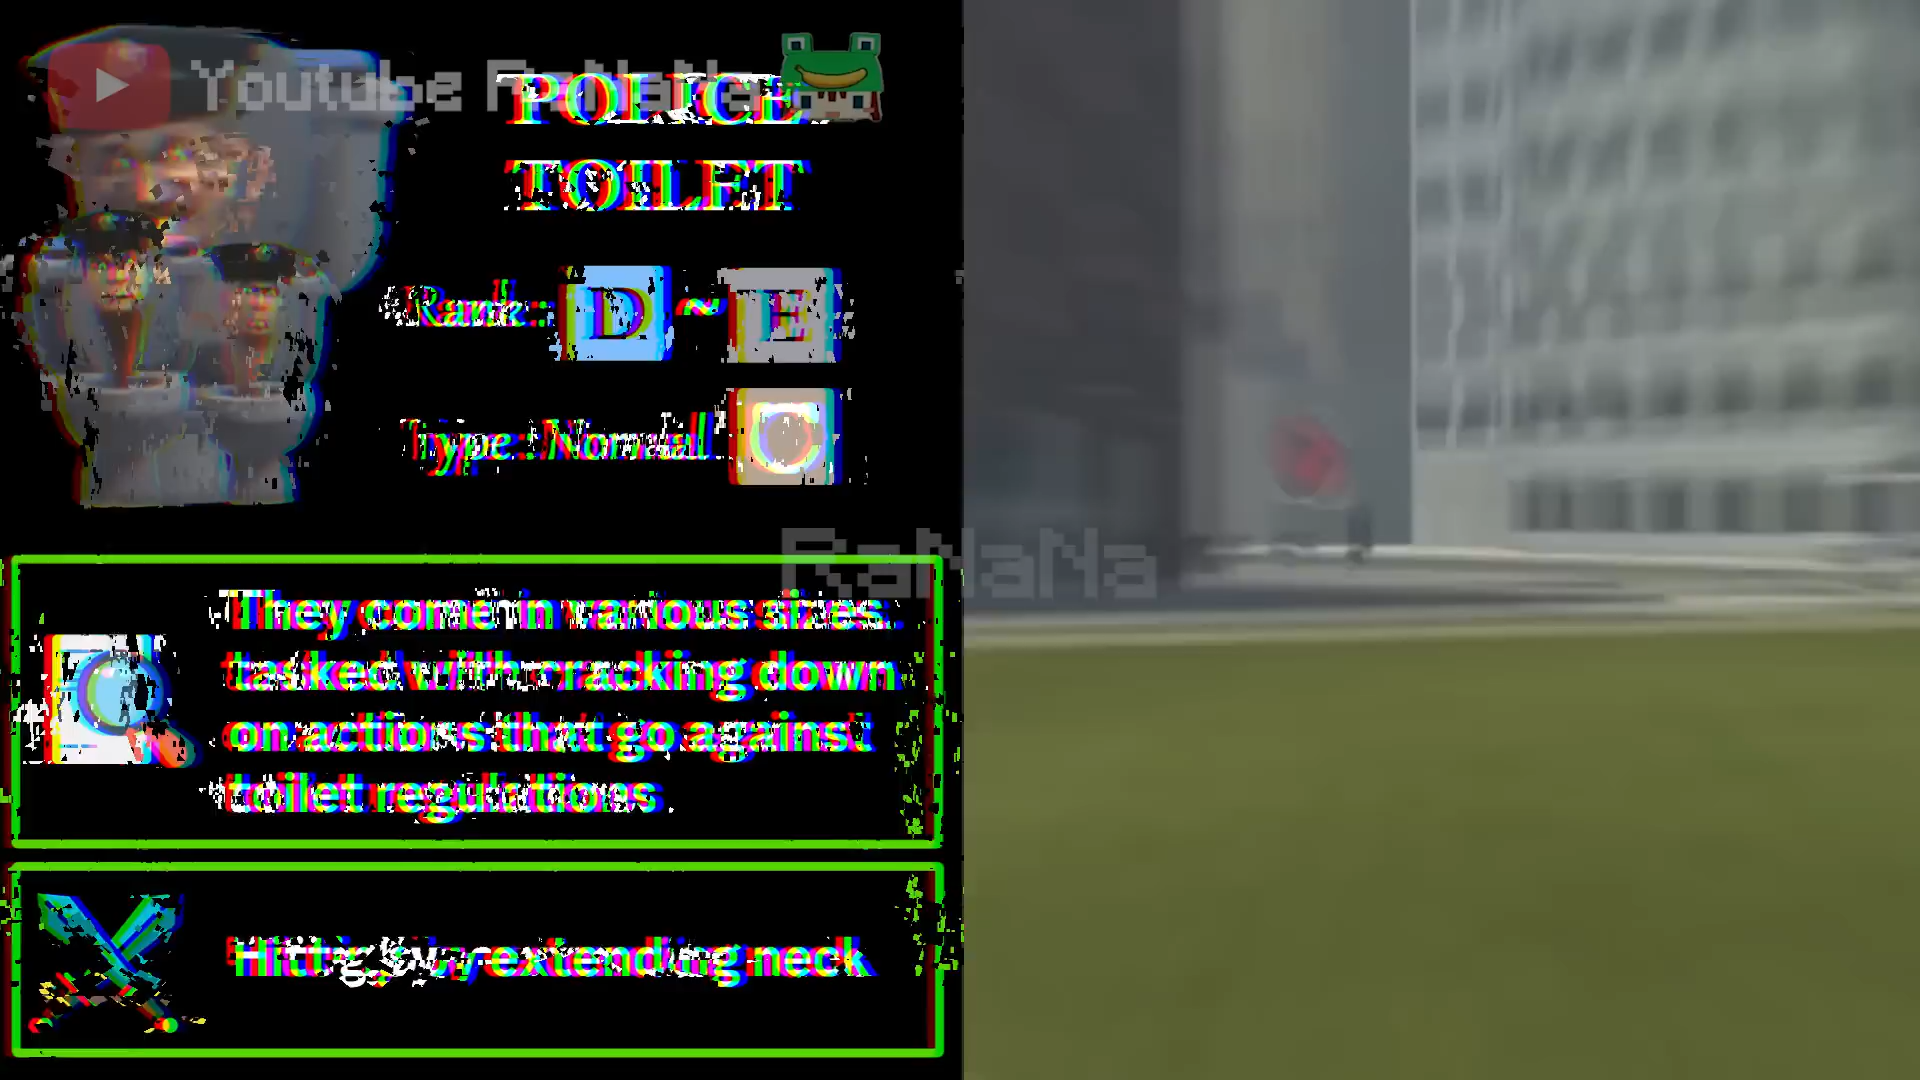 Youtube RaNaNa
POLICE
TOILET
Rank: D ~ E
Type: Normal
RaNaNa
They come in various sizes,
tasked with cracking down
on actions that go against
toilet regulations.
Hitting by extending neck